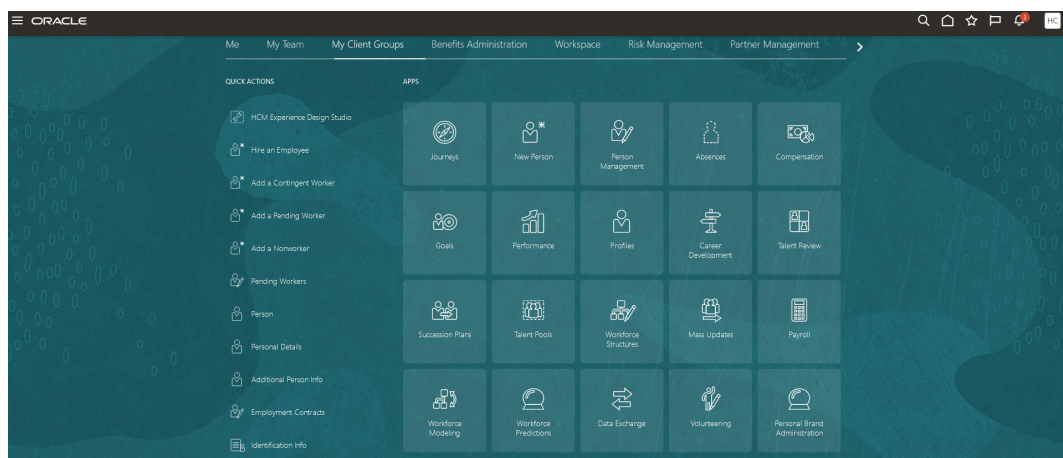 ORACLE
2
HC
Me My Team My Client Groups Benefits Administration Workspace Risk Management Partner Management
QUICK ACTIONS
HCM Experience Design Studio
Hire an Employee
Add a Contingent Worker
Add a Pending Worker
Add a Nonworker
Pending Workers
Person
Personal Details
Additional Person Info
Employment Contracts
Identification Info
APPS
Journeys
New Person
Person
Management
Absences
Compensation
Goals
Performance
Profiles
Career
Development
Talent Review
Succession Plans
Talent Pools
Workforce
Structures
Mass Updates
Payroll
Workforce
Modeling
Workforce
Predictions
Data Exchange
Volunteering
Personal Brand
Administration